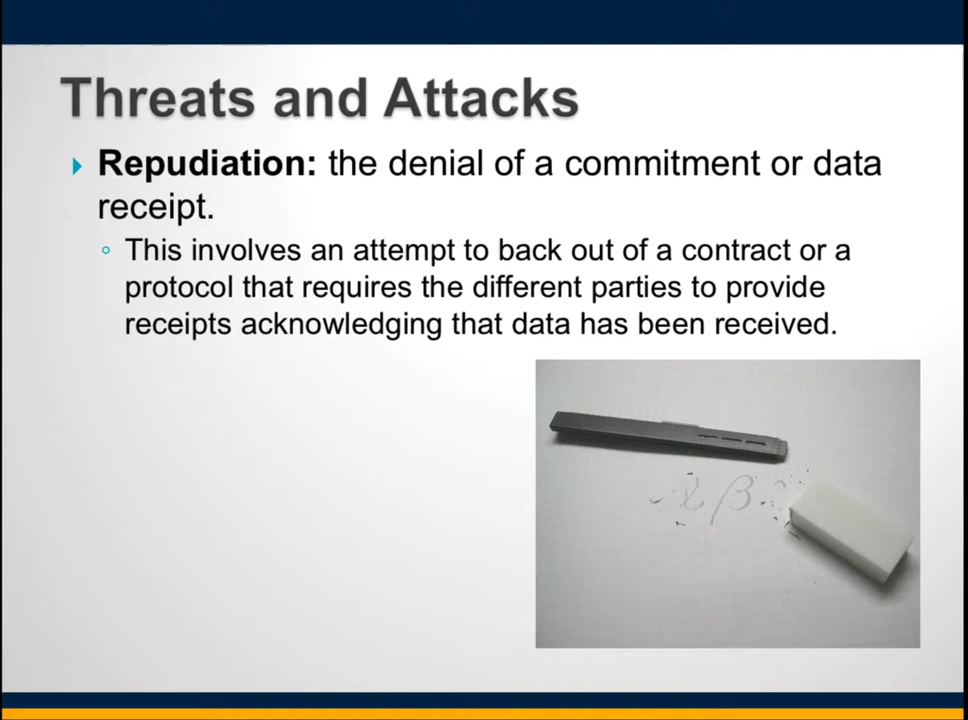 Threats and Attacks
Repudiation: the denial of a commitment or data
receipt.
This involves an attempt to back out of a contract or a
protocol that requires the different parties to provide
receipts acknowledging that data has been received.
β